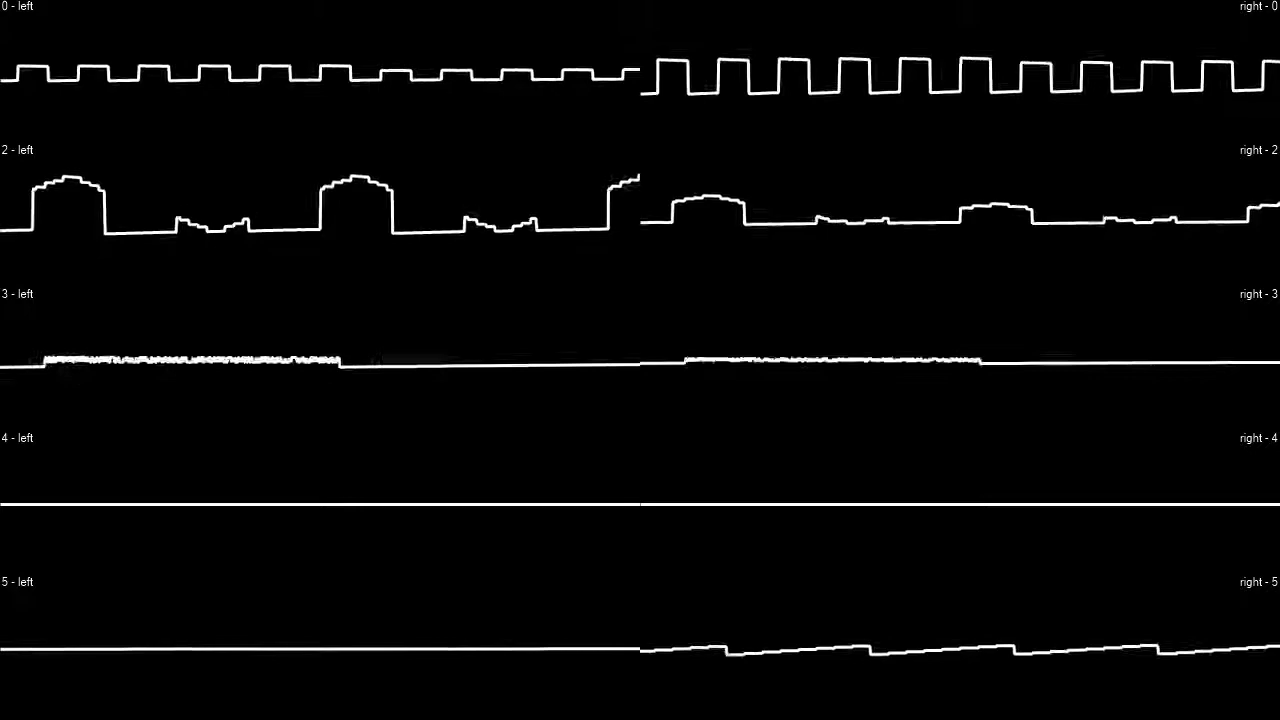 0 - left
right - 0
2 - left
right - 2
3 - left
right - 3
4 - left
right - 4
5 - left
right - 5